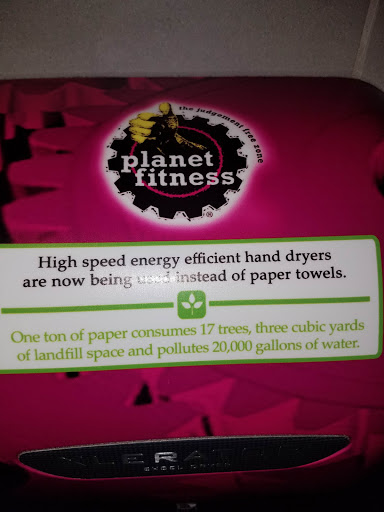 the judgement free zone
planet
fitness
®
High speed energy efficient hand dryers
are now being used instead of paper towels.
One ton of paper consumes 17 trees, three cubic yards
of landfill space and pollutes 20,000 gallons of water.
XLERATOR
EXCEL DRYER